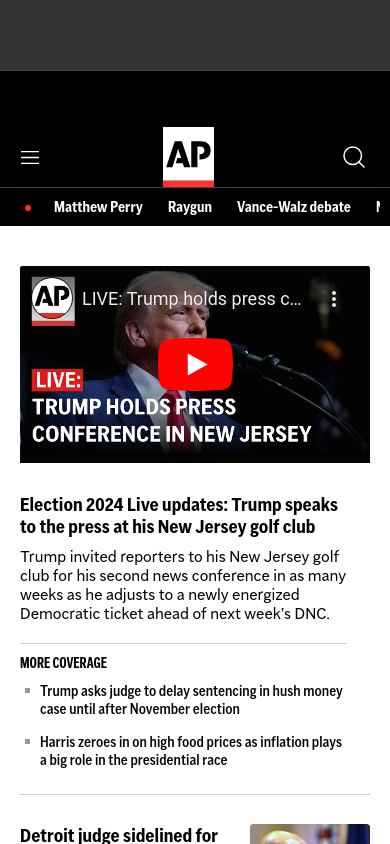 AP
Matthew Perry Raygun Vance-Walz debate
AP LIVE: Trump holds press c...
LIVE:
TRUMP HOLDS PRESS
CONFERENCE IN NEW JERSEY
Election 2024 Live updates: Trump speaks
to the press at his New Jersey golf club
Trump invited reporters to his New Jersey golf
club for his second news conference in as many
weeks as he adjusts to a newly energized
Democratic ticket ahead of next week's DNC.
MORE COVERAGE
Trump asks judge to delay sentencing in hush money
case until after November election
Harris zeroes in on high food prices as inflation plays
a big role in the presidential race
Detroit judge sidelined for